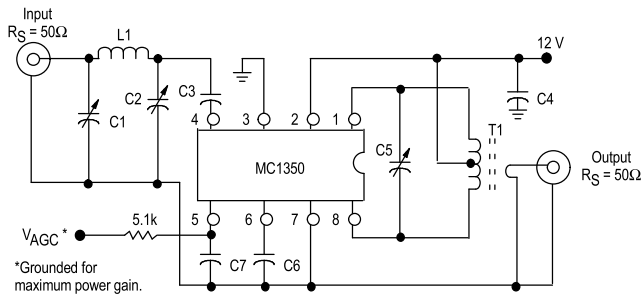 Input
RS = 50Ω
L1
12 V
C3
C2
C1
C4
4
3
2
1
T1
C5
MC1350
Output
RS = 50Ω
5
6
7
8
5.1k
VAGC *
C7
C6
*Grounded for
maximum power gain.